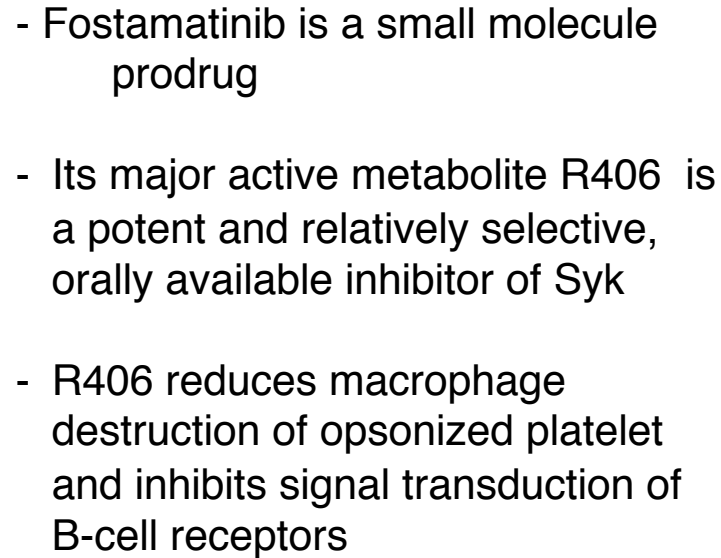 - Fostamatinib is a small molecule
prodrug
- Its major active metabolite R406 is
a potent and relatively selective,
orally available inhibitor of Syk
- R406 reduces macrophage
destruction of opsonized platelet
and inhibits signal transduction of
B-cell receptors